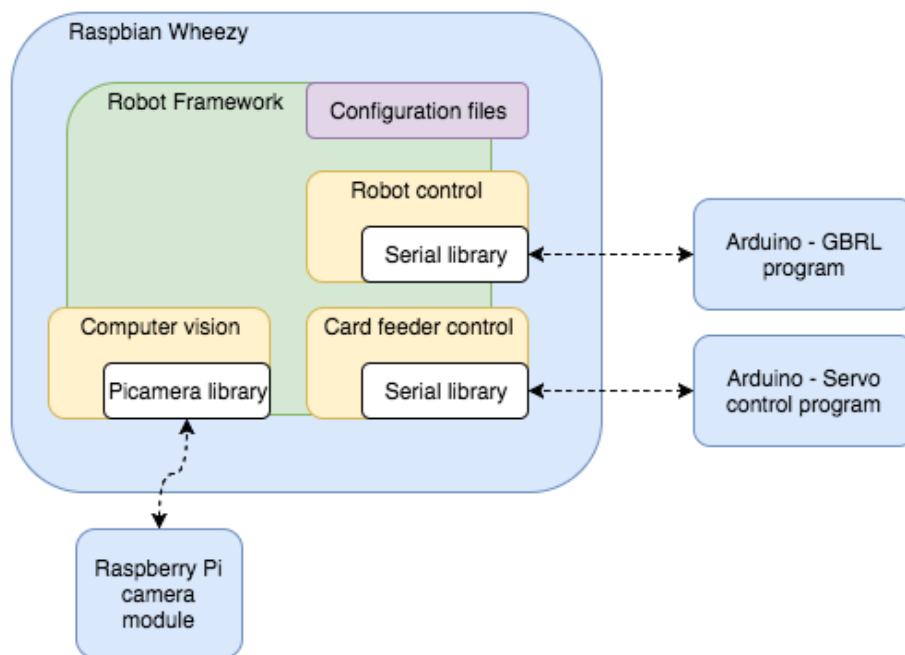 Raspbian Wheezy
Robot Framework
Configuration files
Robot control
Serial library
Arduino - GBRL
program
Computer vision
Picamera library
Card feeder control
Serial library
Arduino - Servo
control program
Raspberry Pi
camera
module